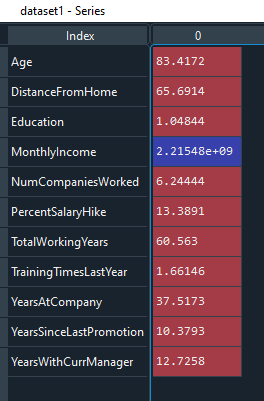 dataset1 - Series
Index 0
Age 83.4172
DistanceFromHome 65.6914
Education 1.04844
MonthlyIncome 2.21548e+09
NumCompaniesWorked 6.24444
PercentSalaryHike 13.3891
TotalWorkingYears 60.563
TrainingTimesLastYear 1.66146
YearsAtCompany 37.5173
YearsSinceLastPromotion 10.3793
YearsWithCurrManager 12.7258